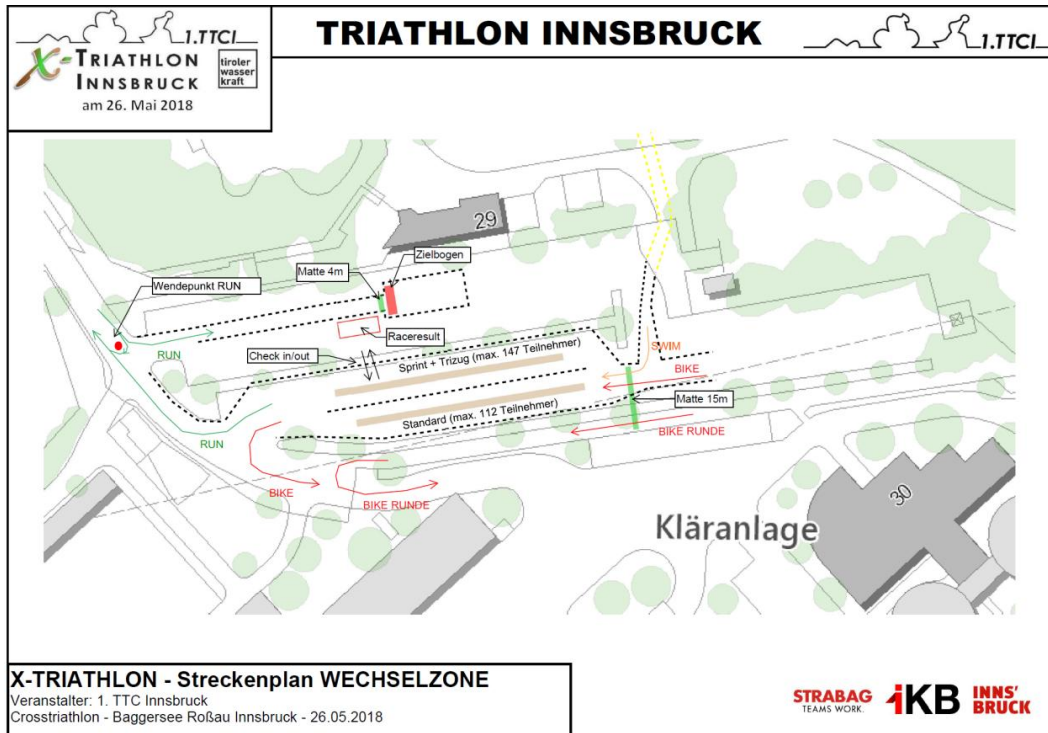 1.TTCI
X-TRIATHLON
INNSBRUCK
tiroler
wasser
kraft
am 26. Mai 2018
TRIATHLON INNSBRUCK
1.TTCI
29
Zielbogen
Matte 4m
Wendepunkt RUN
Raceresult
RUN
Check in/out
Sprint + Trizug (max. 147 Teilnehmer)
SWIM
BIKE
Matte 15m
Standard (max. 112 Teilnehmer)
RUN
BIKE RUNDE
BIKE
BIKE RUNDE
30
Kläranlage
X-TRIATHLON - Streckenplan WECHSELZONE
Veranstalter: 1. TTC Innsbruck
Crosstriathlon - Baggersee Roßau Innsbruck - 26.05.2018
STRABAG
TEAMS WORK.
IKB
INNS'
BRUCK